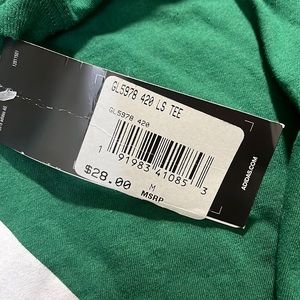 GL5978 420 LS TEE
GL5978 420
1 91983 41085 3
$28.00 M
MSRP
ADIDAS.COM